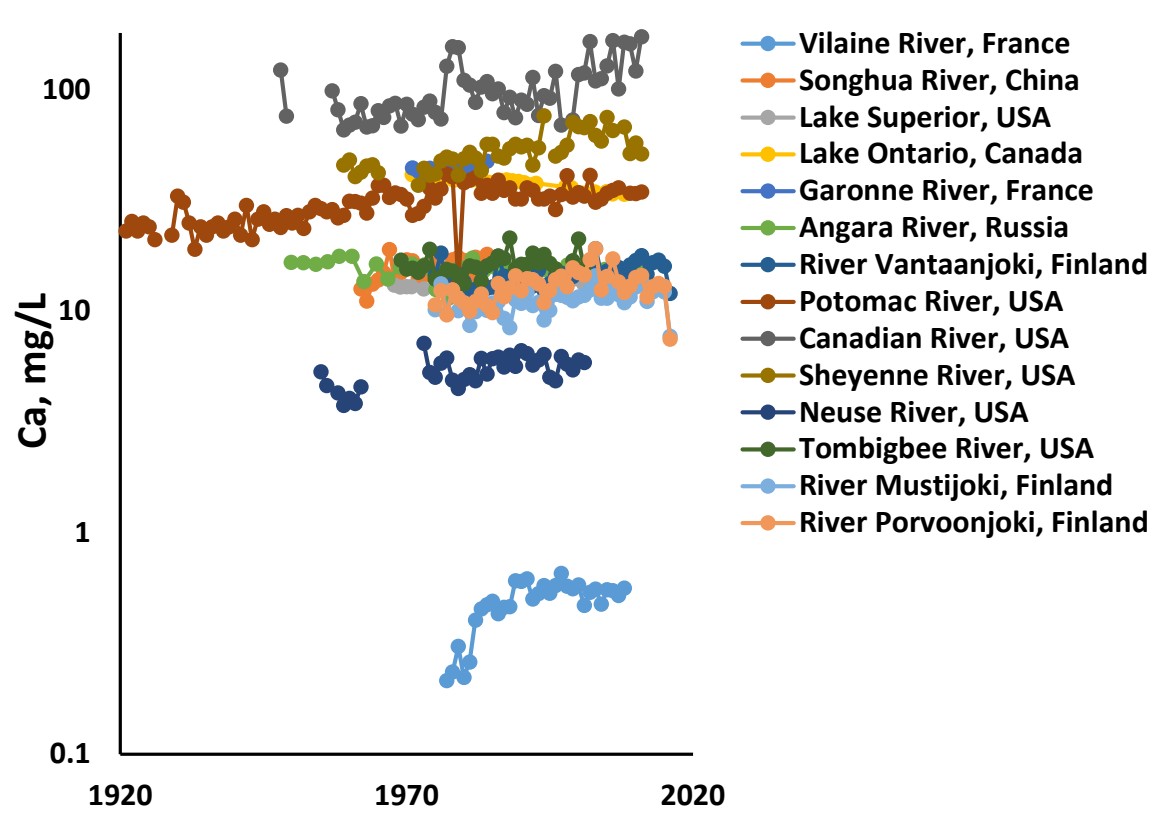 Ca, mg/L
100
10
1
0.1
1920
1970
2020
Vilaine River, France
Songhua River, China
Lake Superior, USA
Lake Ontario, Canada
Garonne River, France
Angara River, Russia
River Vantaanjoki, Finland
Potomac River, USA
Canadian River, USA
Sheyenne River, USA
Neuse River, USA
Tombigbee River, USA
River Mustijoki, Finland
River Porvoonjoki, Finland